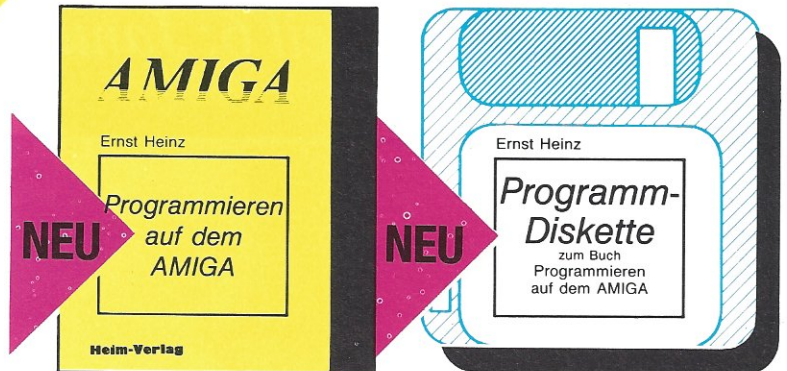 AMIGA
Ernst Heinz
Programmieren
auf dem
AMIGA
NEU
Heim-Verlag
Ernst Heinz
Programm-
Diskette
zum Buch
Programmieren
auf dem AMIGA
NEU